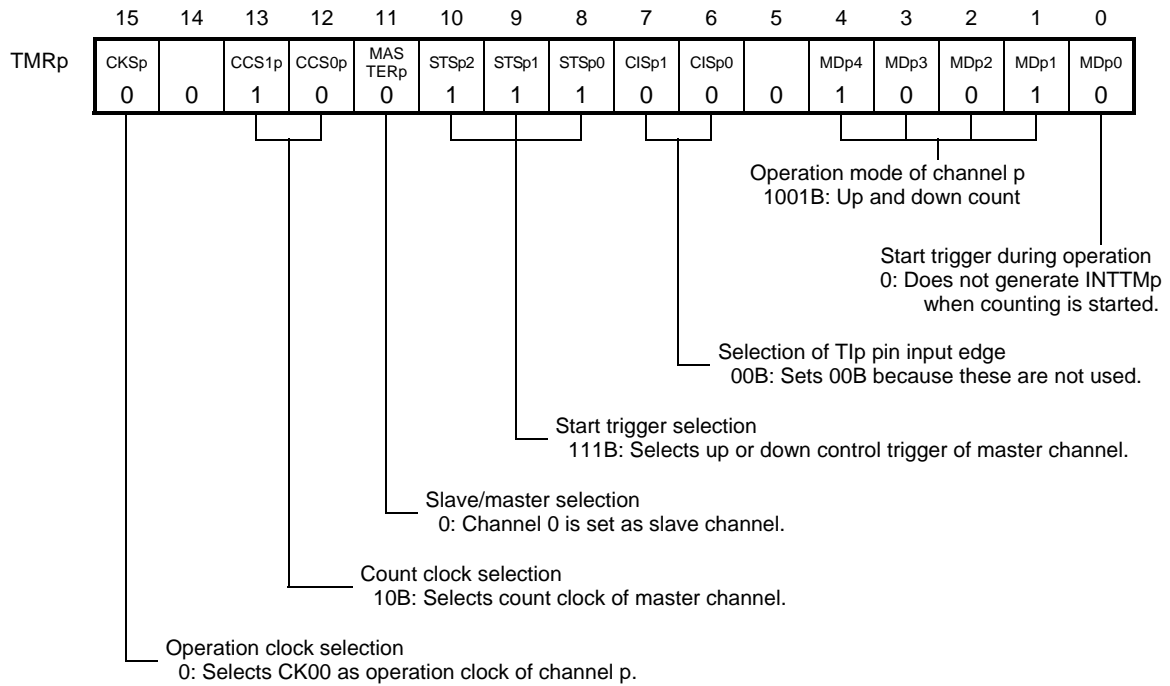 15 14 13 12 11 10 9 8 7 6 5 4 3 2 1 0
TMRp CKSp CCS1p CCS0p MAS TERp STSp2 STSp1 STSp0 CISp1 CISp0 MDp4 MDp3 MDp2 MDp1 MDp0
0 0 1 0 0 1 1 1 0 0 0 1 0 0 1 0
Operation mode of channel p
1001B: Up and down count
Start trigger during operation
0: Does not generate INTTMp
when counting is started.
Selection of TIp pin input edge
00B: Sets 00B because these are not used.
Start trigger selection
111B: Selects up or down control trigger of master channel.
Slave/master selection
0: Channel 0 is set as slave channel.
Count clock selection
10B: Selects count clock of master channel.
Operation clock selection
0: Selects CK00 as operation clock of channel p.